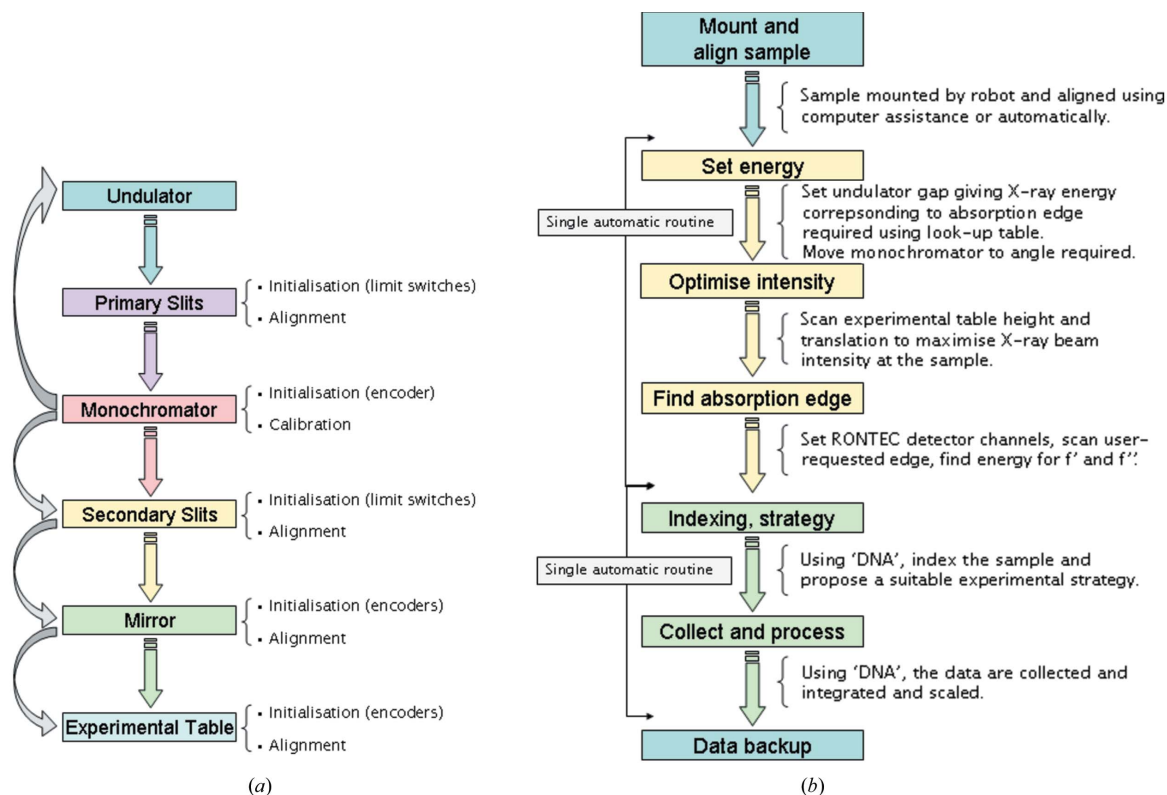 Undulator
Primary Slits
• Initialisation (limit switches)
• Alignment
Monochromator
• Initialisation (encoder)
• Calibration
Secondary Slits
• Initialisation (limit switches)
• Alignment
Mirror
• Initialisation (encoders)
• Alignment
Experimental Table
• Initialisation (encoders)
• Alignment
(a)
Mount and
align sample
Sample mounted by robot and aligned using
computer assistance or automatically.
Set energy
Single automatic routine
Set undulator gap giving X-ray energy
correpsonding to absorption edge
required using look-up table.
Move monochromator to angle required.
Optimise intensity
Scan experimental table height and
translation to maximise X-ray beam
intensity at the sample.
Find absorption edge
Set RONTEC detector channels, scan user-
requested edge, find energy for f' and f''.
Indexing, strategy
Single automatic routine
Using ‘DNA’, index the sample and
propose a suitable experimental strategy.
Collect and process
Using ‘DNA’, the data are collected and
integrated and scaled.
Data backup
(b)